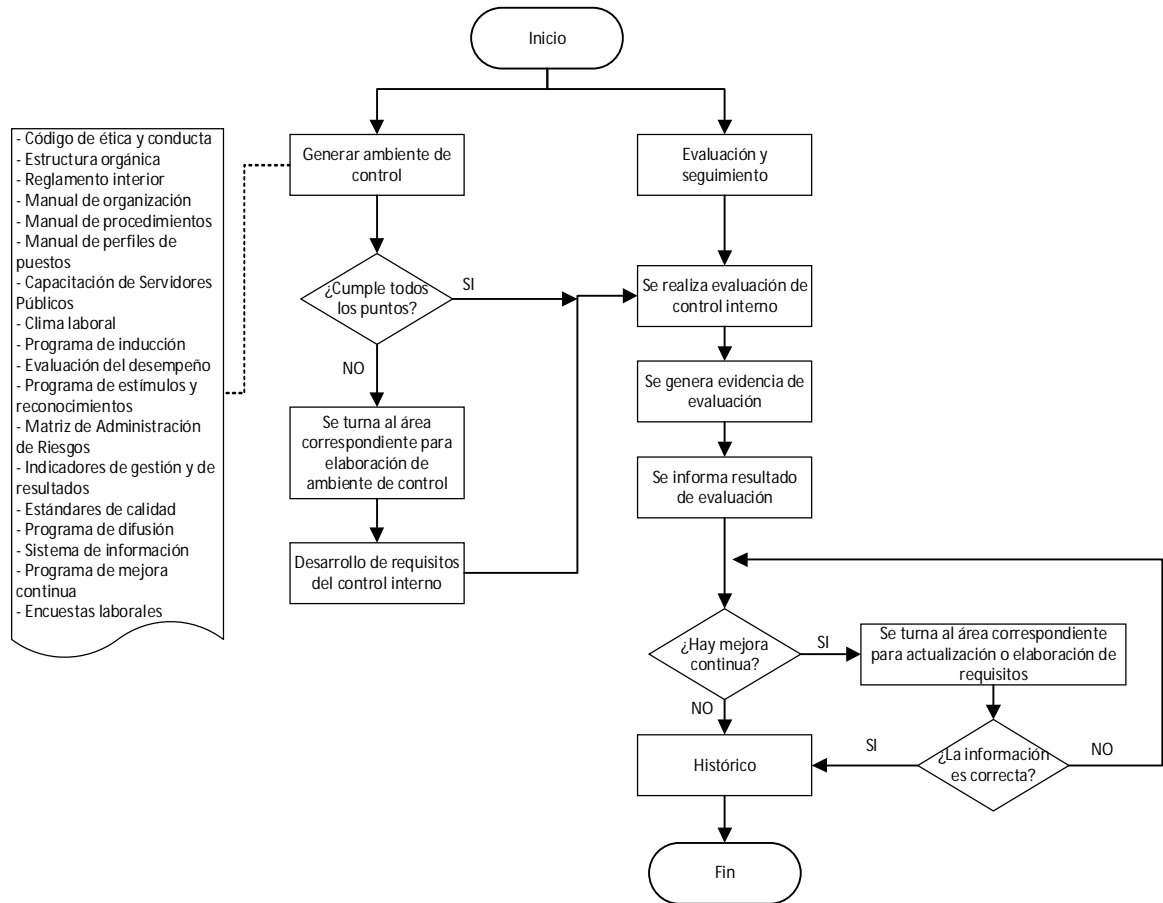 Inicio
- Código de ética y conducta
- Estructura orgánica
- Reglamento interior
- Manual de organización
- Manual de procedimientos
- Manual de perfiles de
puestos
- Capacitación de Servidores
Públicos
- Clima laboral
- Programa de inducción
- Evaluación del desempeño
- Programa de estímulos y
reconocimientos
- Matriz de Administración
de Riesgos
- Indicadores de gestión y de
resultados
- Estándares de calidad
- Programa de difusión
- Sistema de información
- Programa de mejora
continua
- Encuestas laborales
Generar ambiente de
control
¿Cumple todos
los puntos?
SI
NO
Se turna al área
correspondiente para
elaboración de
ambiente de control
Desarrollo de requisitos
del control interno
Evaluación y
seguimiento
Se realiza evaluación de
control interno
Se genera evidencia de
evaluación
Se informa resultado
de evaluación
¿Hay mejora
continua?
SI
NO
Se turna al área correspondiente
para actualización o elaboración de
requisitos
¿La información
es correcta?
SI
NO
Histórico
Fin